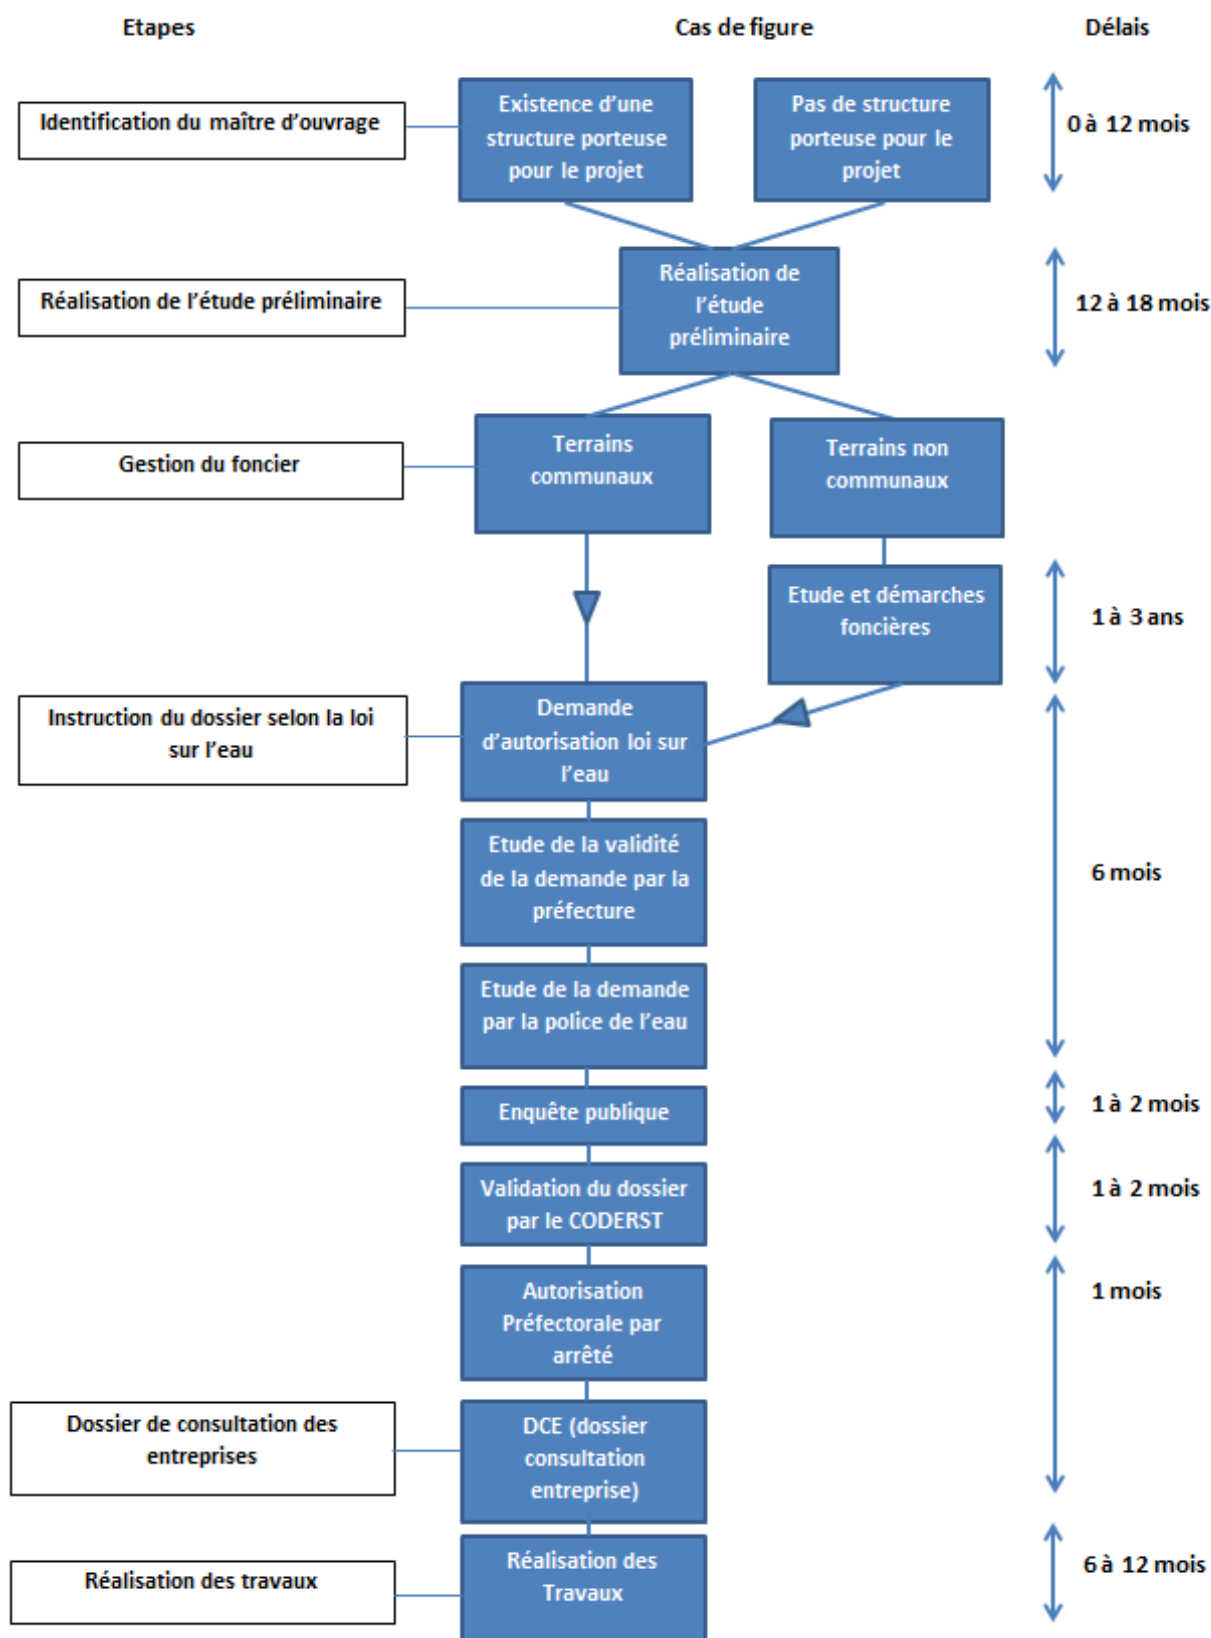 Etapes
Cas de figure
Délais
Identification du maître d'ouvrage
Existence d'une
structure porteuse
pour le projet
Pas de structure
porteuse pour le
projet
0 à 12 mois
Réalisation de l'étude préliminaire
Réalisation de
l'étude
préliminaire
12 à 18 mois
Gestion du foncier
Terrains
communaux
Terrains non
communaux
Etude et démarches
foncières
1 à 3 ans
Instruction du dossier selon la loi
sur l'eau
Demande
d'autorisation loi sur
l'eau
Etude de la validité
de la demande par la
préfecture
6 mois
Etude de la demande
par la police de l'eau
Enquête publique
1 à 2 mois
Validation du dossier
par le CODERST
1 à 2 mois
Autorisation
Préfectorale par
arrêté
1 mois
Dossier de consultation des
entreprises
DCE (dossier
consultation
entreprise)
Réalisation des travaux
Réalisation des
Travaux
6 à 12 mois